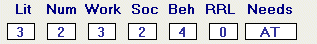 Lit Num Work Soc Beh RRL Needs
3 2 3 2 4 0 AT